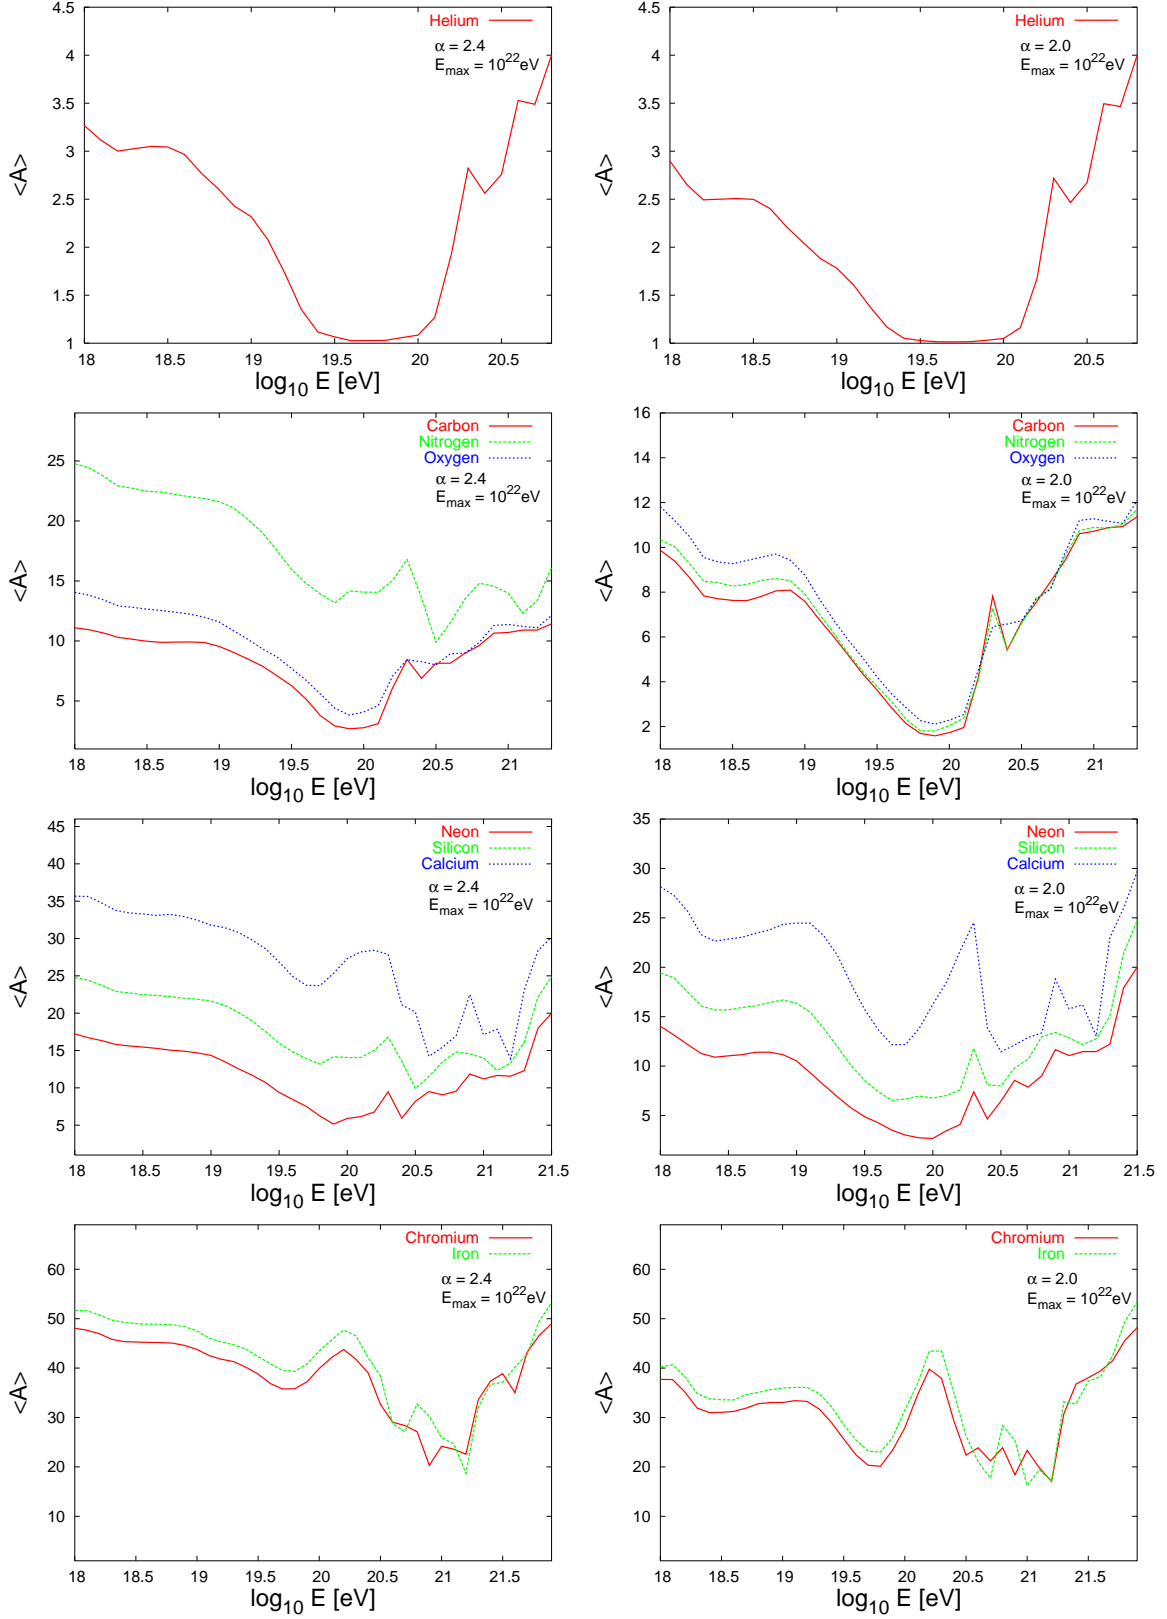 4.5
4
3.5
3
2.5
2
1.5
1
<A>
Helium
α = 2.4
E_max = 10^22 eV
18 18.5 19 19.5 20 20.5
log10 E [eV]
4.5
4
3.5
3
2.5
2
1.5
1
<A>
Helium
α = 2.0
E_max = 10^22 eV
18 18.5 19 19.5 20 20.5
log10 E [eV]
25
20
15
10
5
<A>
Carbon
Nitrogen
Oxygen
α = 2.4
E_max = 10^22 eV
18 18.5 19 19.5 20 20.5 21
log10 E [eV]
16
14
12
10
8
6
4
2
<A>
Carbon
Nitrogen
Oxygen
α = 2.0
E_max = 10^22 eV
18 18.5 19 19.5 20 20.5 21
log10 E [eV]
45
40
35
30
25
20
15
10
5
<A>
Neon
Silicon
Calcium
α = 2.4
E_max = 10^22 eV
18 18.5 19 19.5 20 20.5 21 21.5
log10 E [eV]
35
30
25
20
15
10
5
<A>
Neon
Silicon
Calcium
α = 2.0
E_max = 10^22 eV
18 18.5 19 19.5 20 20.5 21 21.5
log10 E [eV]
60
50
40
30
20
10
<A>
Chromium
Iron
α = 2.4
E_max = 10^22 eV
18 18.5 19 19.5 20 20.5 21 21.5
log10 E [eV]
60
50
40
30
20
10
<A>
Chromium
Iron
α = 2.0
E_max = 10^22 eV
18 18.5 19 19.5 20 20.5 21 21.5
log10 E [eV]